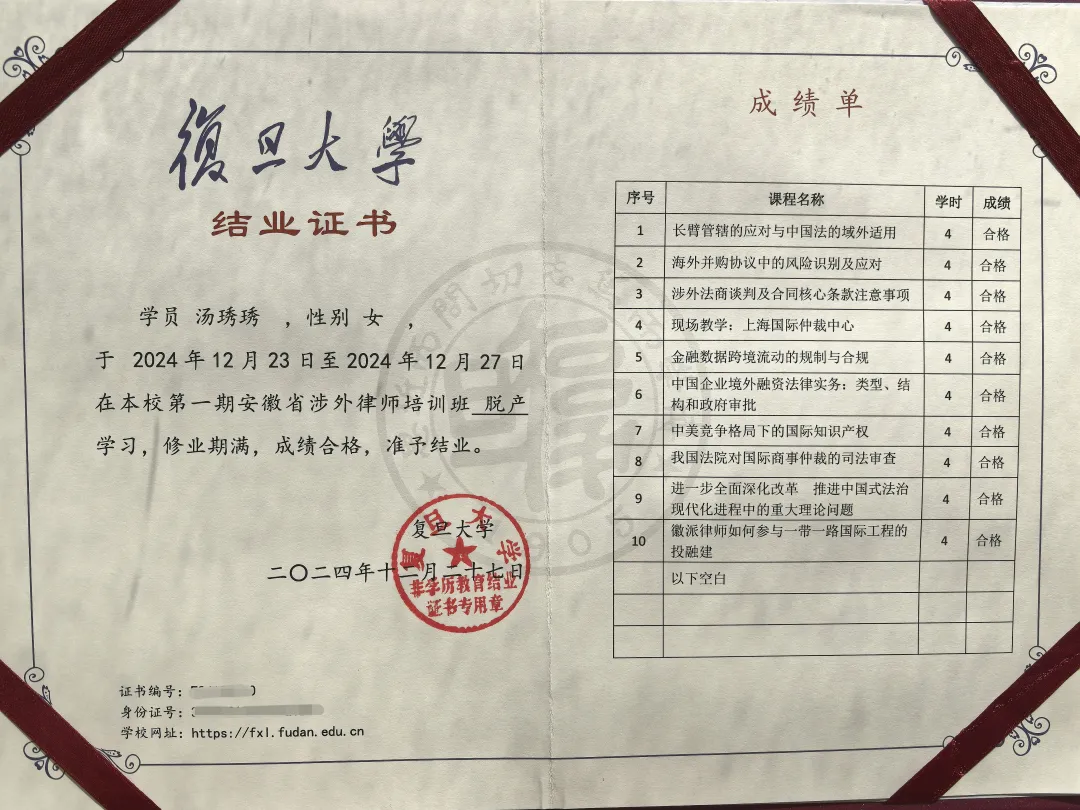 復旦大學
结业证书
学员 汤琇琇 ，性别 女 ，
于 2024 年 12 月 23 日至 2024 年 12 月 27 日
在本校第一期安徽省涉外律师培训班 脱产
学习，修业期满，成绩合格，准予结业。
复旦大学
二〇二四年十二月二十七日
复旦大学
非学历教育结业
证书专用章
证书编号：
身份证号：
学校网址：https://fxl.fudan.edu.cn
成绩单
序号 课程名称 学时 成绩
1 长臂管辖的应对与中国法的域外适用 4 合格
2 海外并购协议中的风险识别及应对 4 合格
3 涉外法商谈判及合同核心条款注意事项 4 合格
4 现场教学：上海国际仲裁中心 4 合格
5 金融数据跨境流动的规制与合规 4 合格
6 中国企业境外融资法律实务：类型、结
和政府审批 4 合格
7 中美竞争格局下的国际知识产权 4 合格
8 我国法院对国际商事仲裁的司法审查 4 合格
9 进一步全面深化改革 推进中国式法治
现代化进程中的重大理论问题 4 合格
10 徽派律师如何参与一带一路国际工程的
投融建 4 合格
以下空白